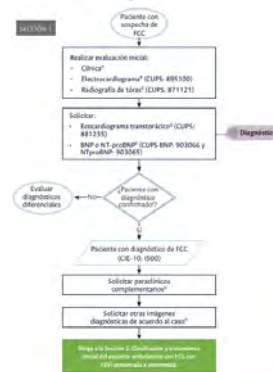 SECCIÓN 1
Paciente con
sospecha de
FCC
Realizar evaluación inicial:
- Clínica
- Electrocardiograma (CUPS: 895100)
- Radiografía de tórax (CUPS: 871121)
Solicitar:
- Ecocardiograma transtorácico (CUPS:
881235)
- BNP o NT-proBNP (CUPS BNP: 903066 y
NTproBNP: 903065)
Diagnóstico
¿Paciente con
diagnóstico
confirmado?
No
Evaluar
diagnósticos
diferenciales
Sí
Paciente con diagnóstico de FCC.
(CIE-10: I500)
Solicitar paraclínicos
complementarios
Solicitar otras imágenes
diagnósticas de acuerdo al caso
Dirija a la Sección 2. Clasificación y tratamiento
inicial del paciente ambulatorio con FCC con